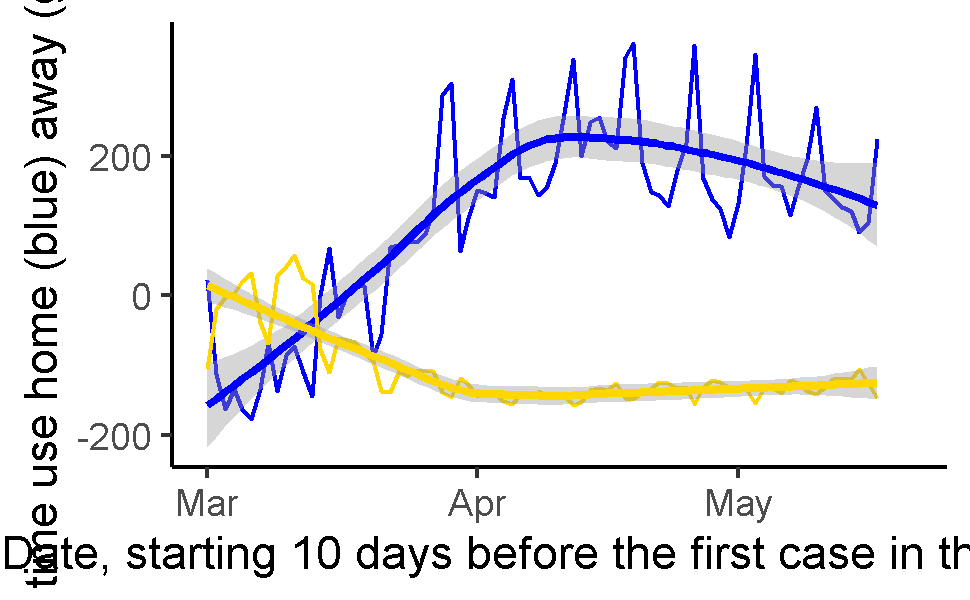 time use home (blue) away (
200
0
-200
Mar Apr May
Date, starting 10 days before the first case in th